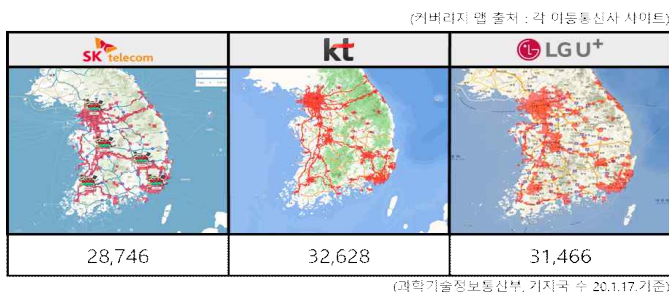 (커버리지 맵 출처 : 각 이동통신사 사이트)
SK telecom
kt
LG U+
28,746
32,628
31,466
(과학기술정보통신부, 기지국 수 20.1.17.기준)